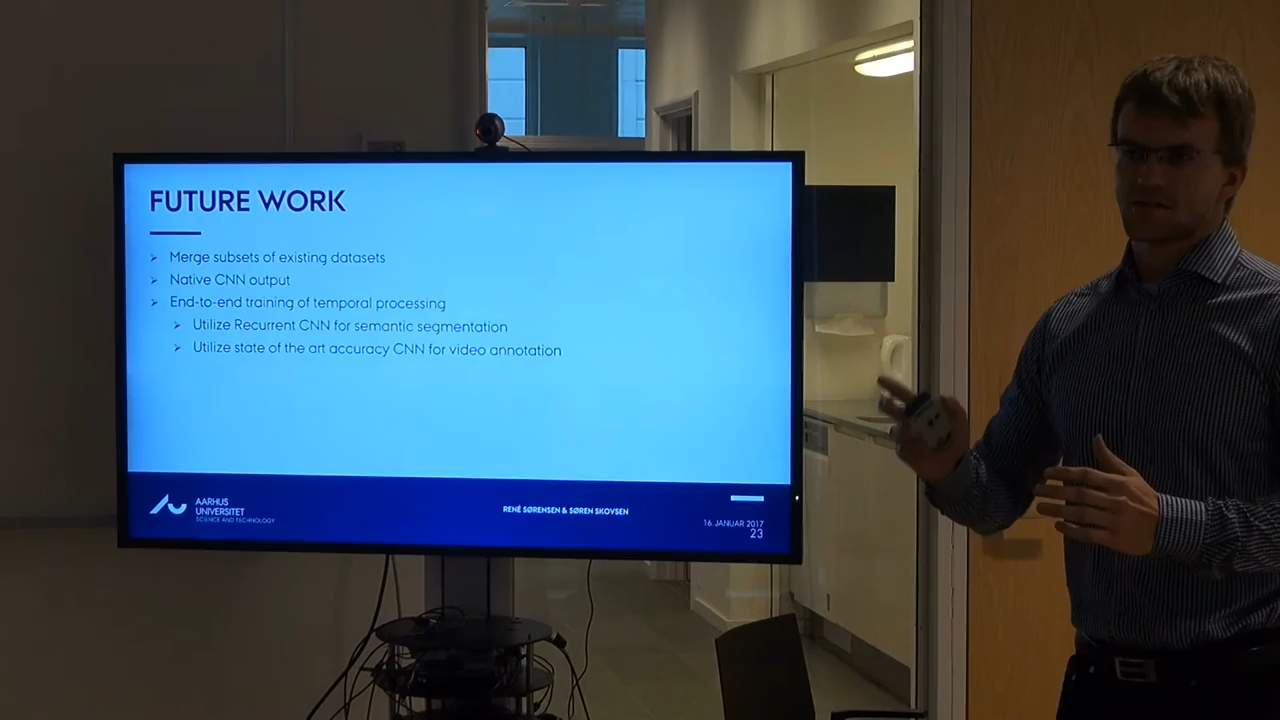 FUTURE WORK
Merge subsets of existing datasets
Native CNN output
End-to-end training of temporal processing
Utilize Recurrent CNN for semantic segmentation
Utilize state of the art accuracy CNN for video annotation
AARHUS
UNIVERSITET
SCIENCE AND TECHNOLOGY
RENÉ SØRENSEN & SØREN SKOVSEN
16. JANUAR 2017
23